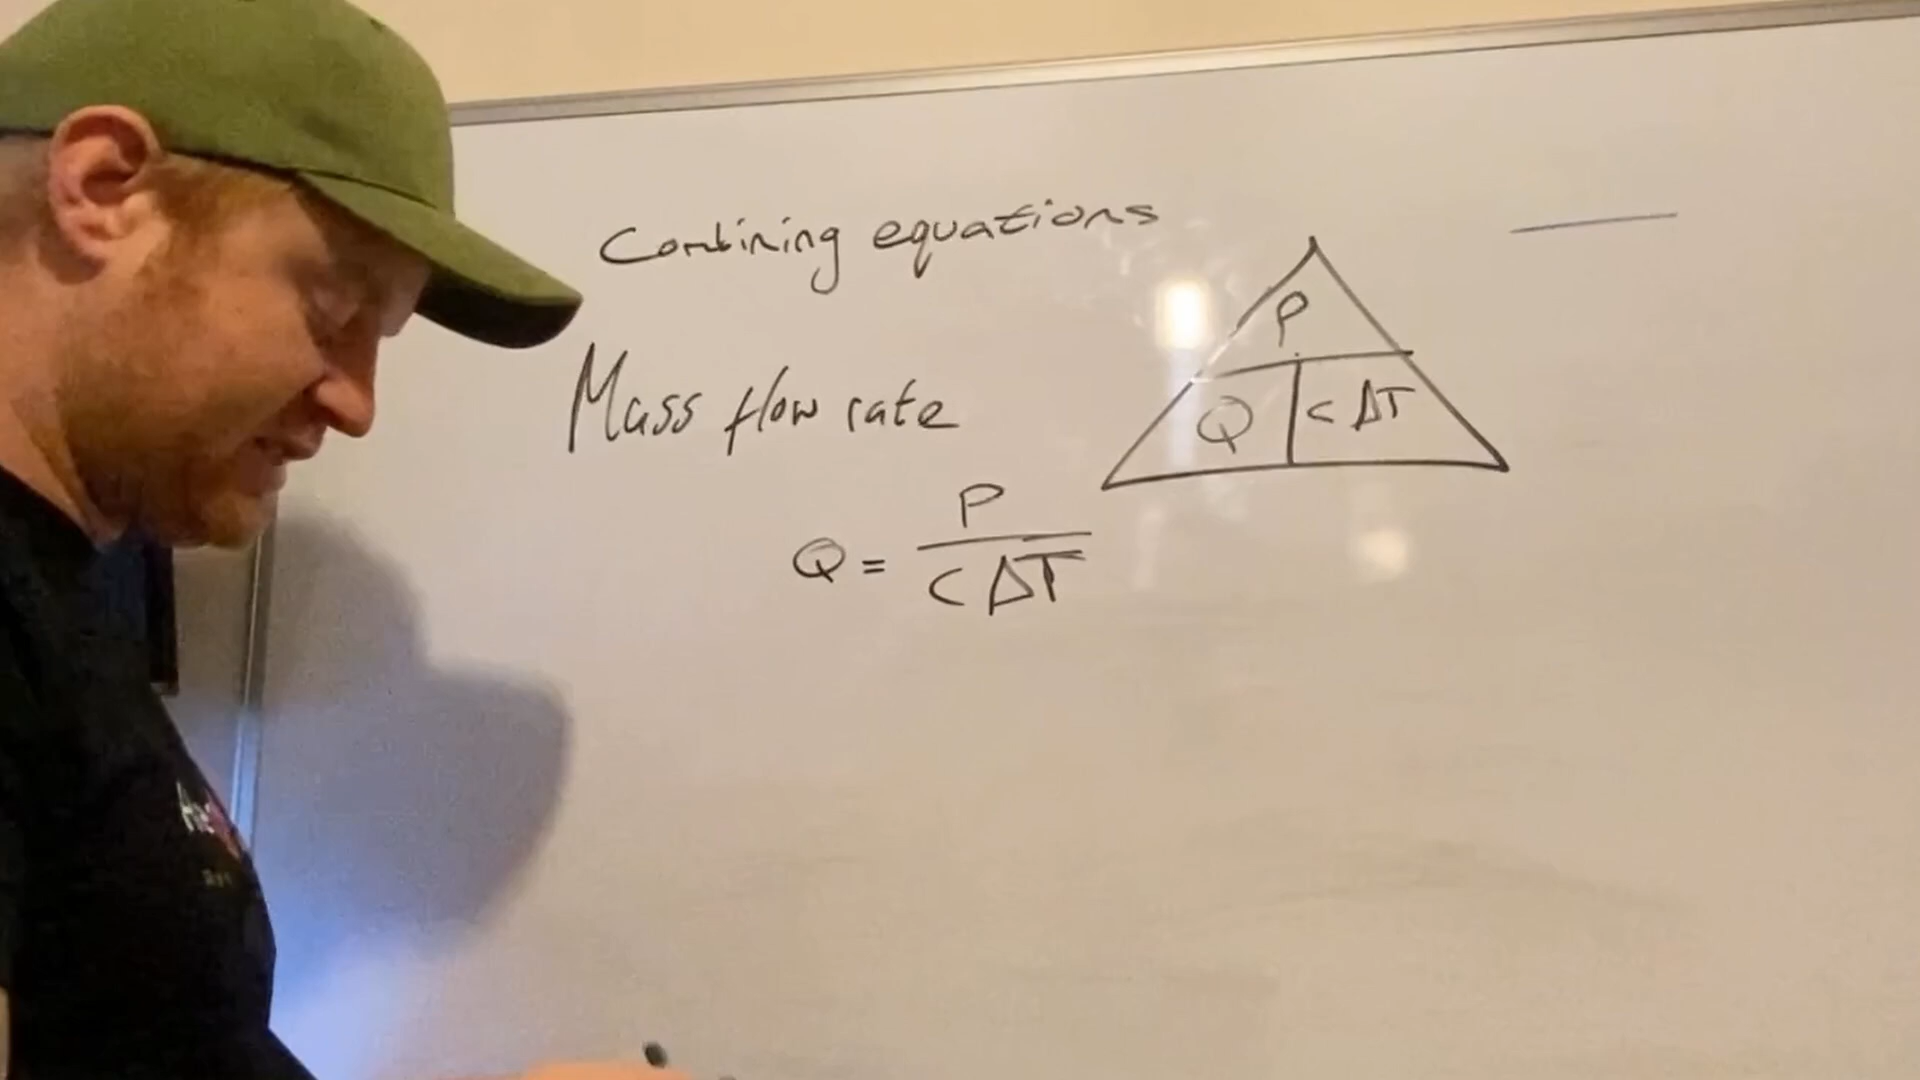 Combining equations
Mass flow rate
P
Q
C ΔT
Q = P / C ΔT